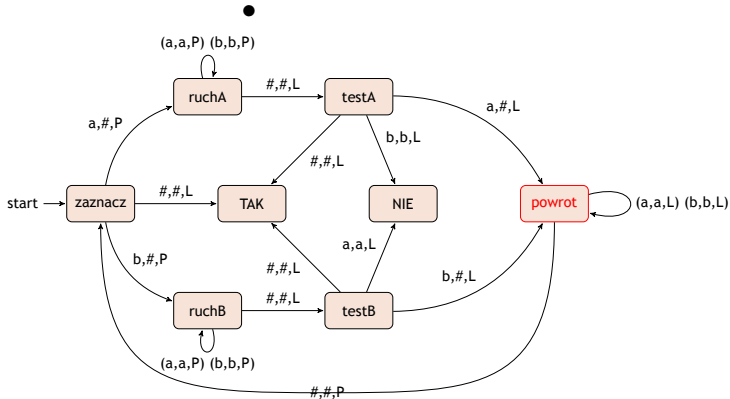 (a,a,P) (b,b,P)
ruchA
#,#,L
testA
a,#,L
a,#,P
b,b,L
#,#,L
start
zaznacz
#,#,L
TAK
NIE
powrot
(a,a,L) (b,b,L)
a,a,L
b,#,P
#,#,L
b,#,L
ruchB
#,#,L
testB
(a,a,P) (b,b,P)
#,#,P